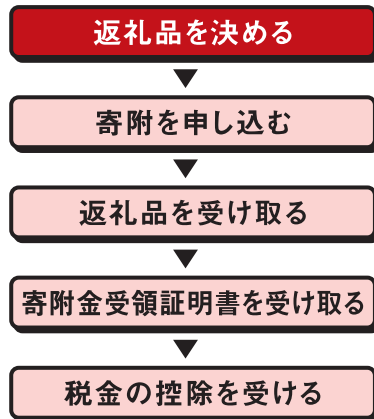 返礼品を決める
寄附を申し込む
返礼品を受け取る
寄附金受領証明書を受け取る
税金の控除を受ける